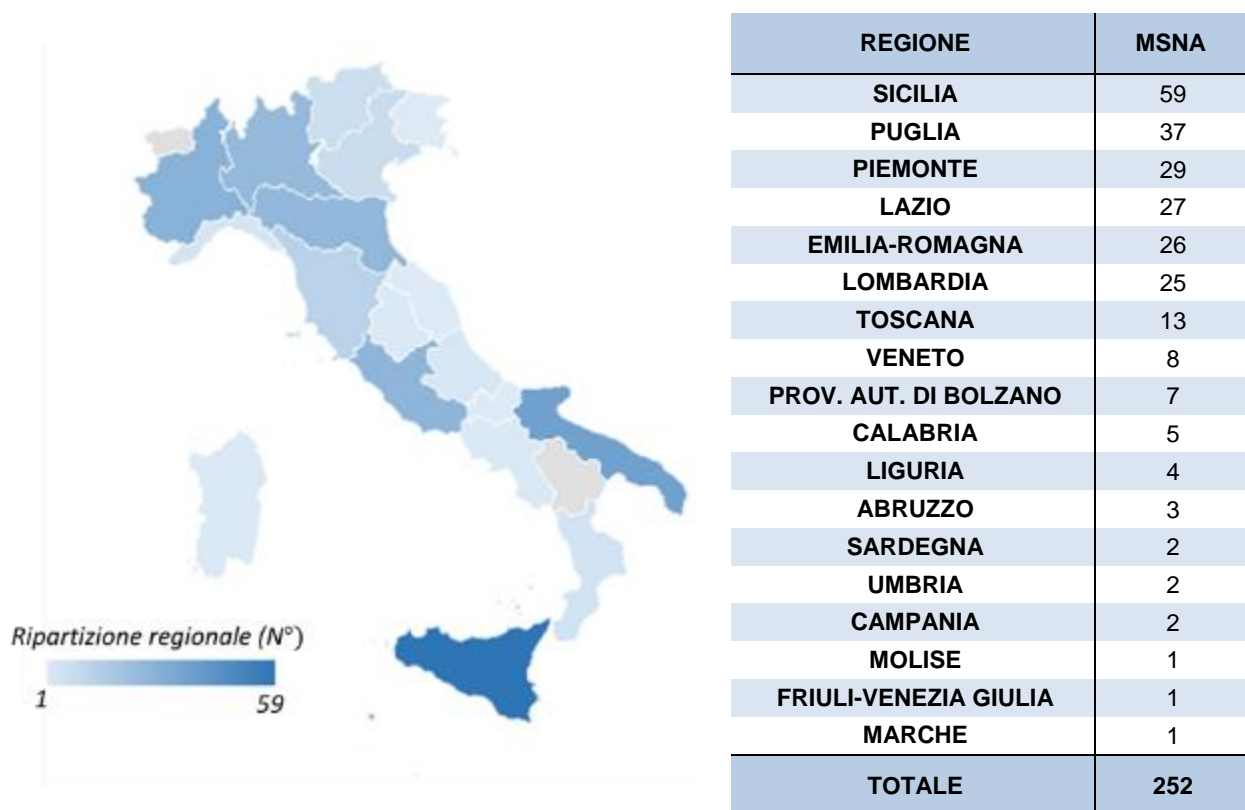 REGIONE MSNA
SICILIA 59
PUGLIA 37
PIEMONTE 29
LAZIO 27
EMILIA-ROMAGNA 26
LOMBARDIA 25
TOSCANA 13
VENETO 8
PROV. AUT. DI BOLZANO 7
CALABRIA 5
LIGURIA 4
ABRUZZO 3
SARDEGNA 2
UMBRIA 2
CAMPANIA 2
MOLISE 1
FRIULI-VENEZIA GIULIA 1
MARCHE 1
TOTALE 252
Ripartizione regionale (N°)
1 59